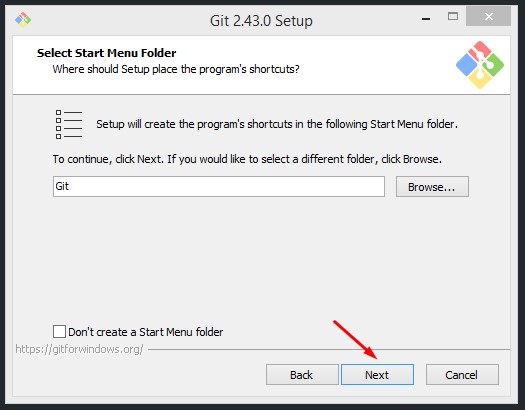 Git 2.43.0 Setup
Select Start Menu Folder
Where should Setup place the program's shortcuts?
Setup will create the program's shortcuts in the following Start Menu folder.
To continue, click Next. If you would like to select a different folder, click Browse.
Git
Browse...
Don't create a Start Menu folder
https://gitforwindows.org/
Back
Next
Cancel